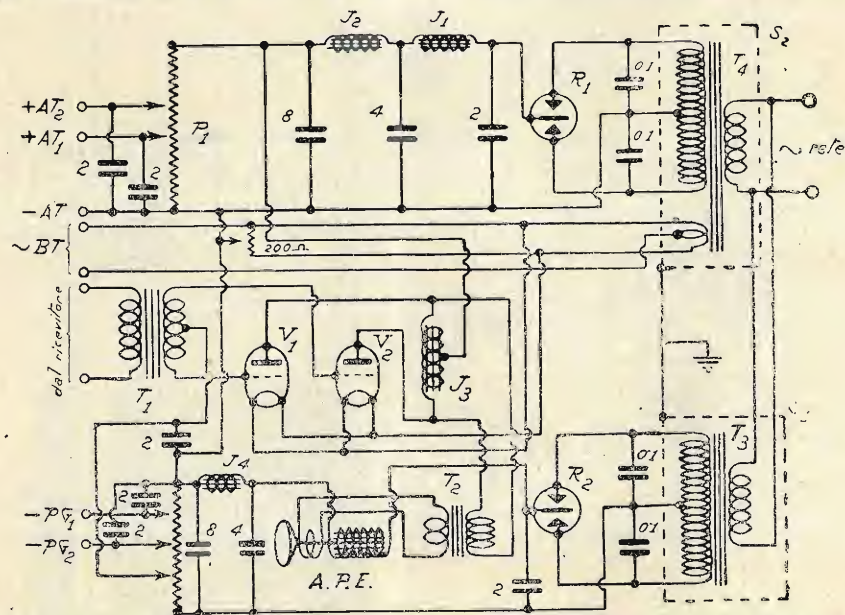 J2
J1
S2
R1
T4
01
+AT2
+AT1
P1
8
4
2
01
~ rete
2
2
-AT
200Ω
~ BT
dal ricevitore
V1
V2
J3
T1
2
T3
J4
T2
R2
01
-PG1
2
2
8
4
01
-PG2
A.P.E.
2